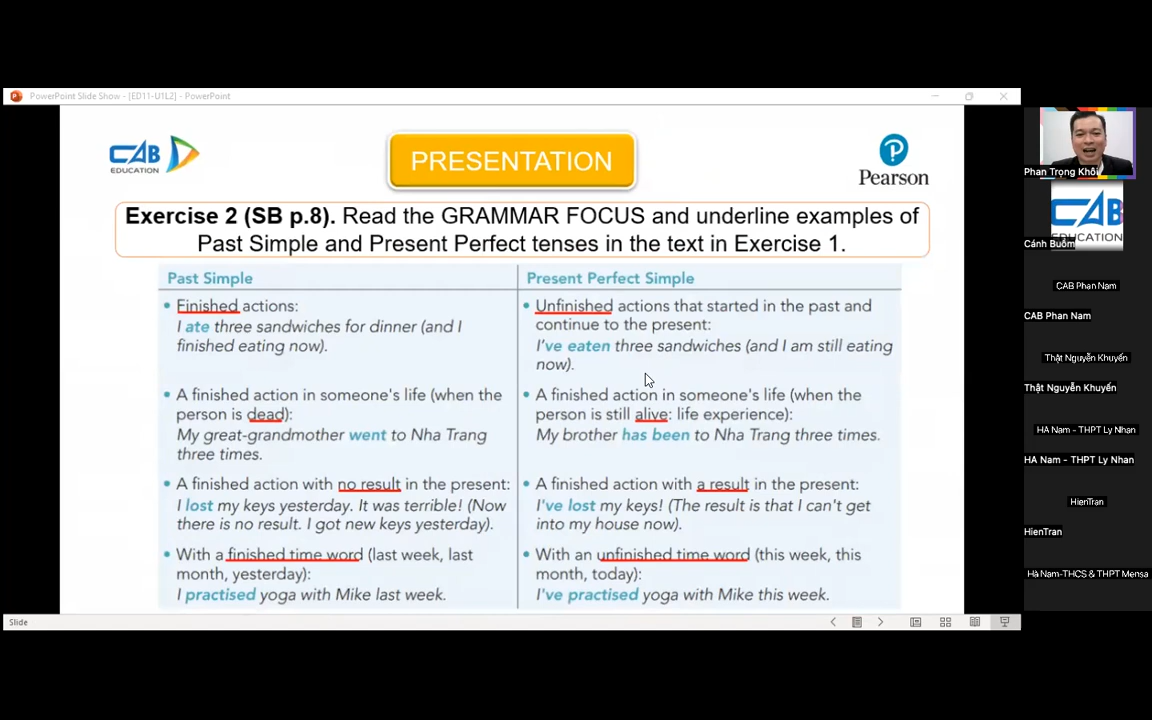 PowerPoint Slide Show - [ED11-U1L2] - PowerPoint
CAB
EDUCATION
PRESENTATION
Pearson
Exercise 2 (SB p.8). Read the GRAMMAR FOCUS and underline examples of
Past Simple and Present Perfect tenses in the text in Exercise 1.
Past Simple
• Finished actions:
I ate three sandwiches for dinner (and I
finished eating now).
• A finished action in someone's life (when the
person is dead):
My great-grandmother went to Nha Trang
three times.
• A finished action with no result in the present:
I lost my keys yesterday. It was terrible! (Now
there is no result. I got new keys yesterday).
• With a finished time word (last week, last
month, yesterday):
I practised yoga with Mike last week.
Present Perfect Simple
• Unfinished actions that started in the past and
continue to the present:
I've eaten three sandwiches (and I am still eating
now).
• A finished action in someone's life (when the
person is still alive: life experience):
My brother has been to Nha Trang three times.
• A finished action with a result in the present:
I've lost my keys! (The result is that I can't get
into my house now).
• With an unfinished time word (this week, this
month, today):
I've practised yoga with Mike this week.
Slide
Phan Trọng Khôi
CAB
EDUCATION
Cánh Buồm
CAB Phan Nam
CAB Phan Nam
Thật Nguyễn Khuyến
Thật Nguyễn Khuyến
HA Nam - THPT Ly Nhan
HA Nam - THPT Ly Nhan
HienTran
HienTran
Hà Nam-THCS & THPT Mensa